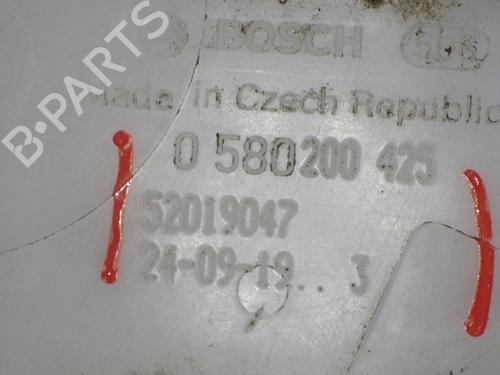 B-PARTS
BOSCH
Made in Czech Republic
0 580 200 425
52019047
24-09-19.. 3